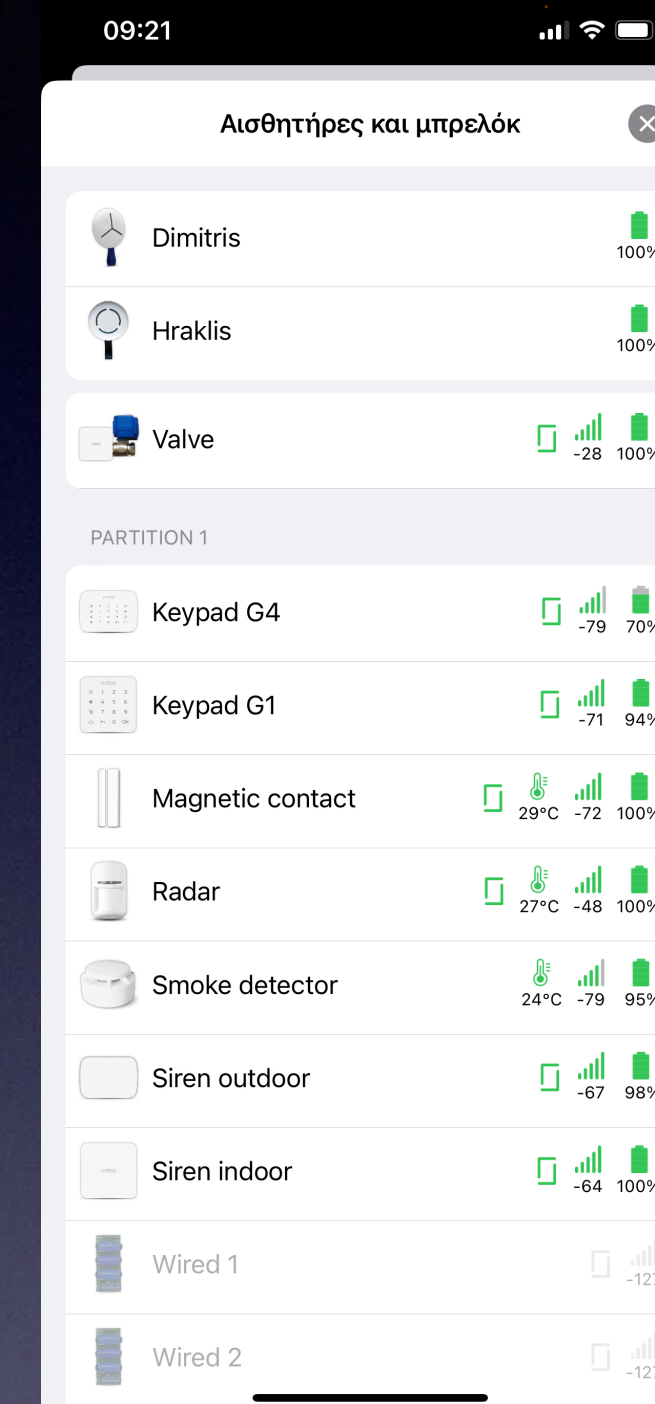 09:21
Αισθητήρες και μπρελόκ
Dimitris
100%
Hraklis
100%
Valve
-28 100%
PARTITION 1
Keypad G4
-79 70%
Keypad G1
-71 94%
Magnetic contact
29°C -72 100%
Radar
27°C -48 100%
Smoke detector
24°C -79 95%
Siren outdoor
-67 98%
Siren indoor
-64 100%
Wired 1
-127
Wired 2
-127